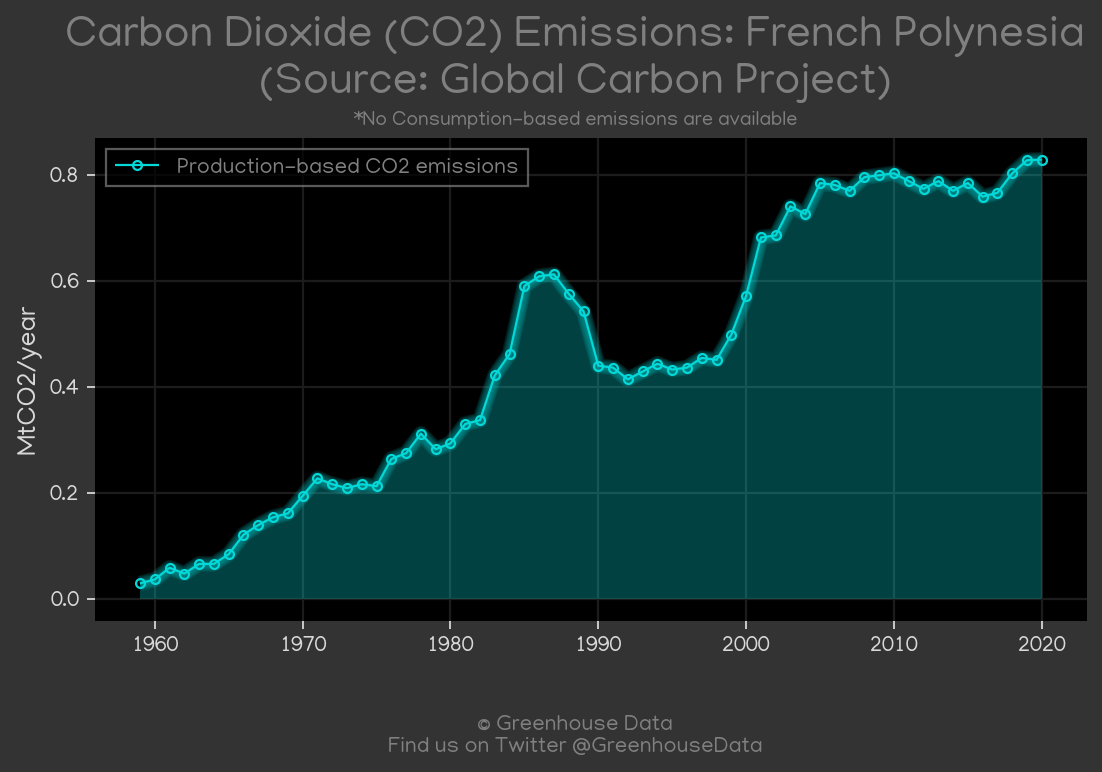 Carbon Dioxide (CO2) Emissions: French Polynesia
(Source: Global Carbon Project)
*No Consumption-based emissions are available
Production-based CO2 emissions
MtCO2/year
0.8
0.6
0.4
0.2
0.0
1960 1970 1980 1990 2000 2010 2020
© Greenhouse Data
Find us on Twitter @GreenhouseData